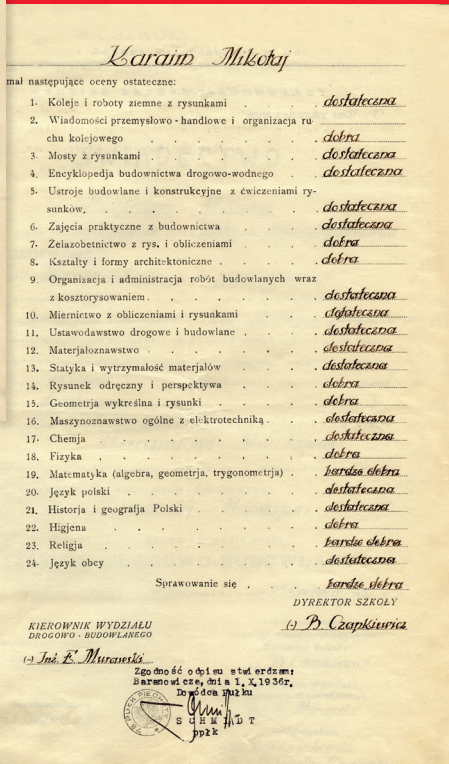 Karaim Mikołaj
miał następujące oceny ostateczne:
1. Koleje i roboty ziemne z rysunkami . . . . dostateczna
2. Wiadomości przemysłowo-handlowe i organizacja ru-
chu kolejowego . . . . dobra
3. Mosty z rysunkami . . . . dostateczna
4. Encyklopedja budownictwa drogowo-wodnego . . . dostateczna
5. Ustroje budowlane i konstrukcyjne z ćwiczeniami ry-
sunków. . . . . dostateczna
6. Zajęcia praktyczne z budownictwa . . . . dostateczna
7. Żelazobetnictwo z rys. i obliczeniami . . . . dobra
8. Kształty i formy architektoniczne . . . . dobra
9. Organizacja i administracja robót budowlanych wraz
z kosztorysowaniem . . . . dostateczna
10. Miernictwo z obliczeniami i rysunkami . . . dotateczna
11. Ustawodawstwo drogowe i budowlane . . . . dostateczna
12. Materjałoznawstwo . . . . dostateczna
13. Statyka i wytrzymałość materjałów . . . . dostateczna
14. Rysunek odręczny i perspektywa . . . . dobra
15. Geometrja wykreślna i rysunki . . . . dobra
16. Maszynoznawstwo ogólne z elektrotechniką . . . dostateczna
17. Chemja . . . . dostateczna
18. Fizyka . . . . dobra
19. Matematyka (algebra, geometrja, trygonometrja) . . bardzo dobra
20. Język polski . . . . dostateczna
21. Historja i geografja Polski . . . . dostateczna
22. Higjena . . . . dobra
23. Religja . . . . bardzo dobra
24. Język obcy . . . . dostateczna
Sprawowanie się . . . bardzo dobra
DYREKTOR SZKOŁY
KIEROWNIK WYDZIAŁU
DROGOWO - BUDOWLANEGO
(-) B. Czapkiewicz
(-) Inż. E. Murawski
Zgodność odpisu stwierdzam:
Baranowicze, dnia 1.X.1936r.
Dowódca Pułku
78 PUŁK PIECHOTY
SCHMIDT
ppłk